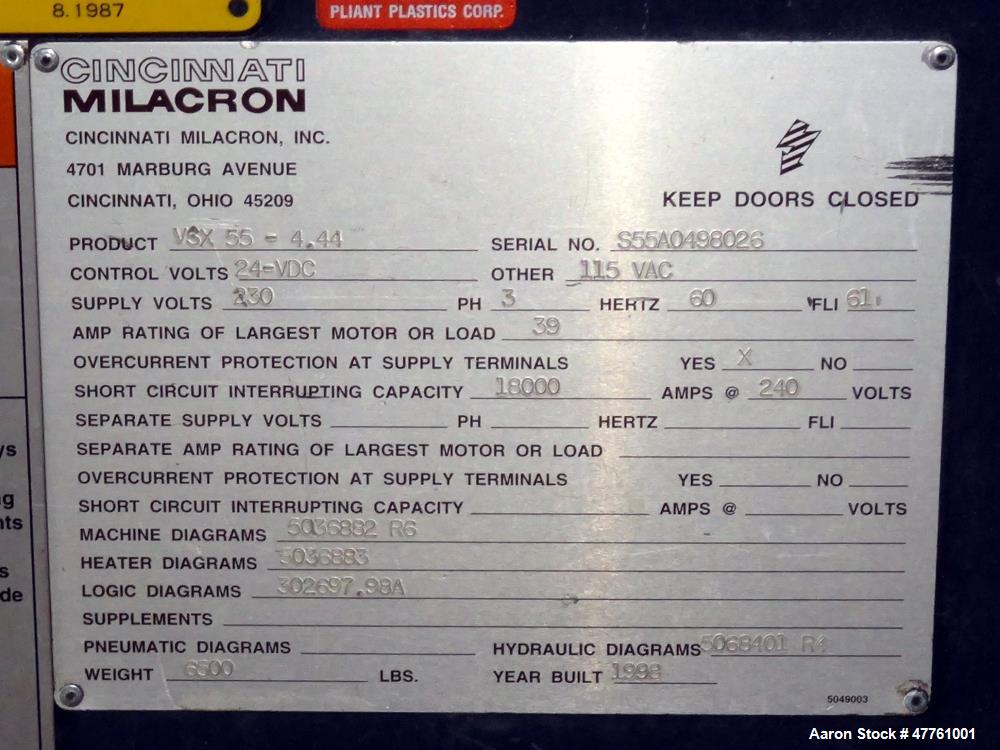 8.1987
PLIANT PLASTICS CORP.
CINCINNATI
MILACRON
CINCINNATI MILACRON, INC.
4701 MARBURG AVENUE
CINCINNATI, OHIO 45209
KEEP DOORS CLOSED
PRODUCT VSX 55 - 4.44 SERIAL NO. S55A0498026
CONTROL VOLTS 24-VDC OTHER 115 VAC
SUPPLY VOLTS 230 PH 3 HERTZ 60 FLI 61
AMP RATING OF LARGEST MOTOR OR LOAD 39
OVERCURRENT PROTECTION AT SUPPLY TERMINALS YES X NO
SHORT CIRCUIT INTERRUPTING CAPACITY 18000 AMPS @ 240 VOLTS
SEPARATE SUPPLY VOLTS PH HERTZ FLI
SEPARATE AMP RATING OF LARGEST MOTOR OR LOAD
OVERCURRENT PROTECTION AT SUPPLY TERMINALS YES NO
SHORT CIRCUIT INTERRUPTING CAPACITY AMPS @ VOLTS
MACHINE DIAGRAMS 5036882 R6
HEATER DIAGRAMS 5036883
LOGIC DIAGRAMS 302697.98A
SUPPLEMENTS
PNEUMATIC DIAGRAMS HYDRAULIC DIAGRAMS 5068401 R4
WEIGHT 6500 LBS. YEAR BUILT 1998
5049003
Aaron Stock # 47761001